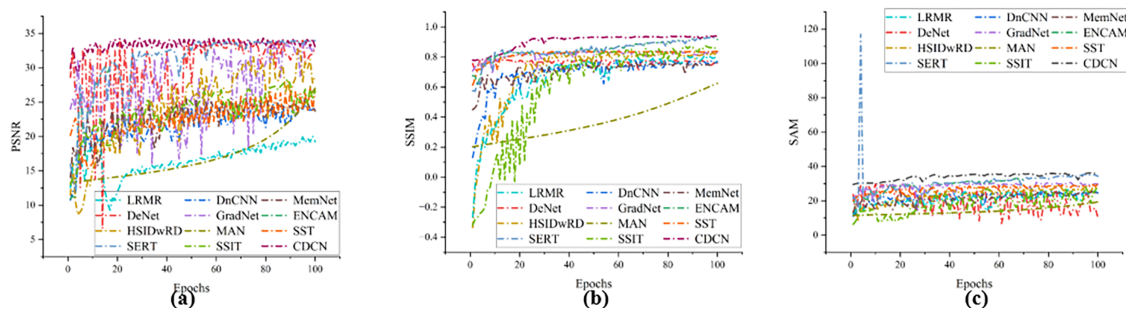 35
30
25
20
15
10
5
PSNR
LRMR DnCNN MemNet
DeNet GradNet ENCAM
HSIDwRD MAN SST
SERT SSIT CDCN
0 20 40 60 80 100
Epochs
(a)
1.0
0.8
0.6
0.4
0.2
0.0
−0.2
−0.4
SSIM
LRMR DnCNN MemNet
DeNet GradNet ENCAM
HSIDwRD MAN SST
SERT SSIT CDCN
0 20 40 60 80 100
Epochs
(b)
LRMR DnCNN MemNet
DeNet GradNet ENCAM
HSIDwRD MAN SST
SERT SSIT CDCN
120
100
80
60
40
20
0
SAM
0 20 40 60 80 100
Epochs
(c)